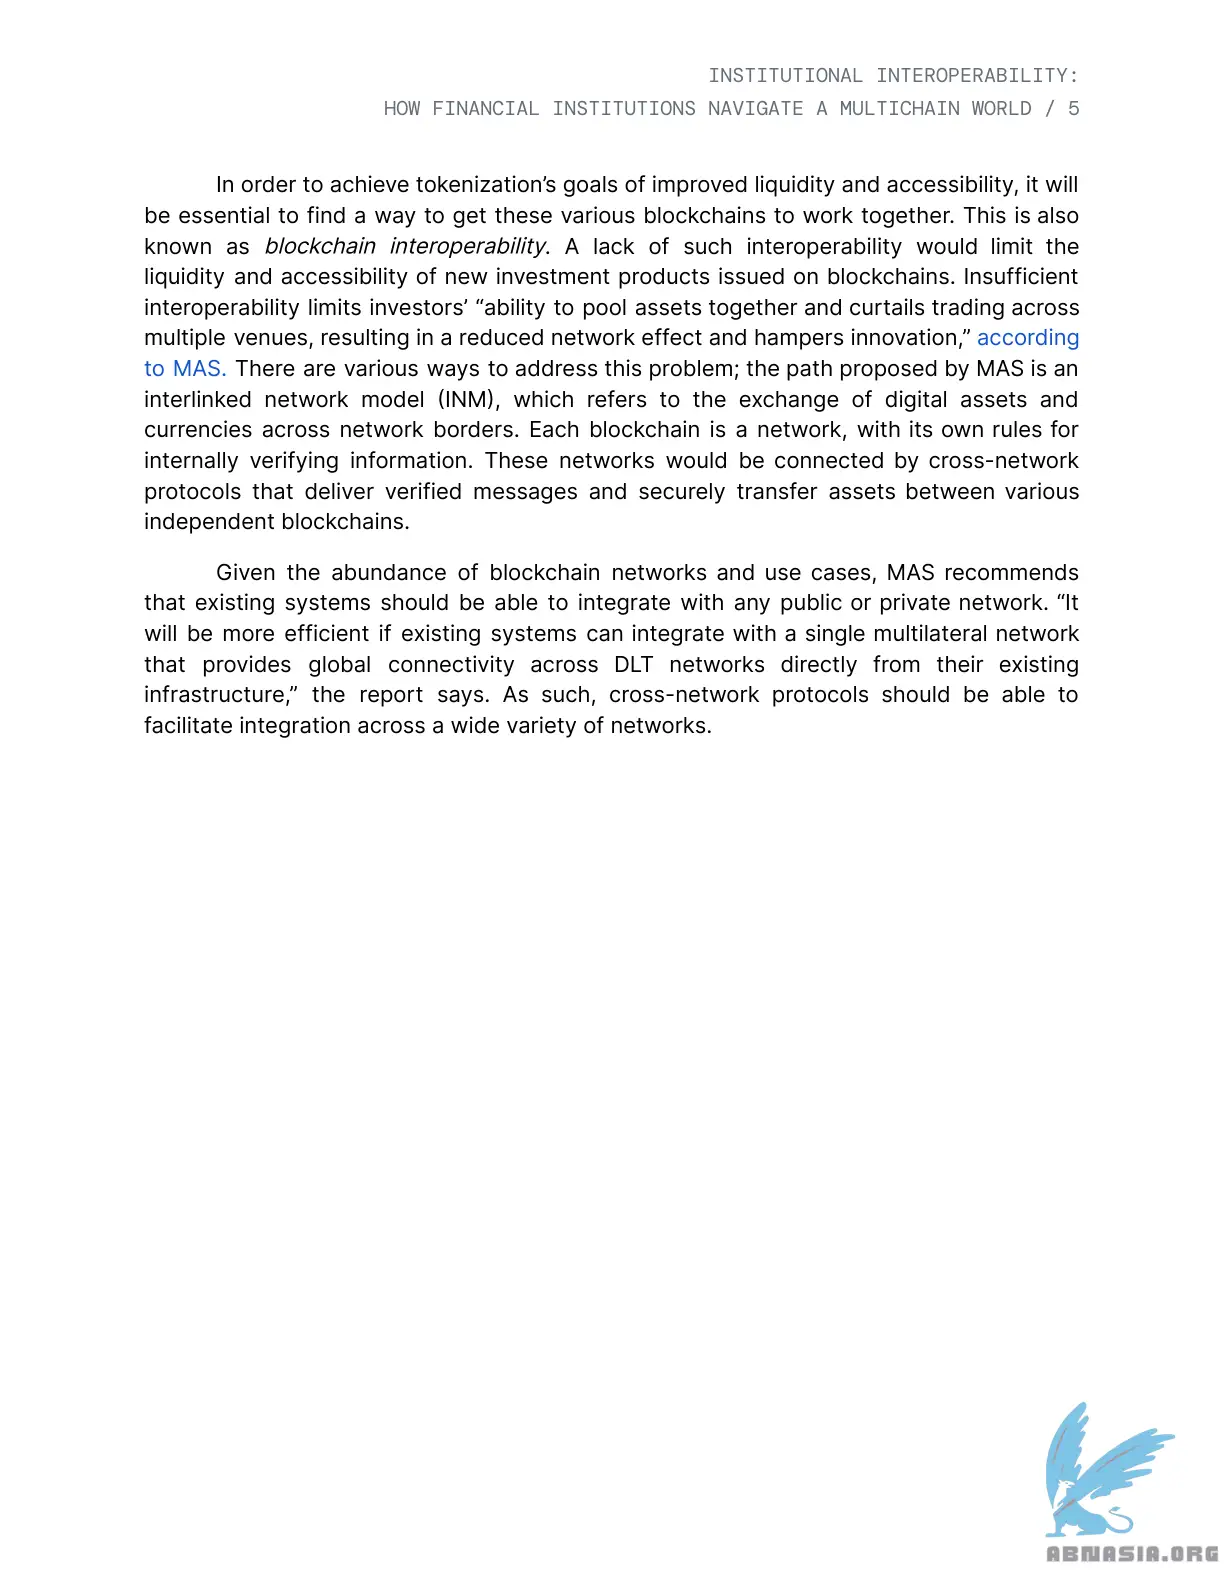 INSTITUTIONAL INTEROPERABILITY:
HOW FINANCIAL INSTITUTIONS NAVIGATE A MULTICHAIN WORLD / 5
In order to achieve tokenization’s goals of improved liquidity and accessibility, it will
be essential to find a way to get these various blockchains to work together. This is also
known as blockchain interoperability. A lack of such interoperability would limit the
liquidity and accessibility of new investment products issued on blockchains. Insufficient
interoperability limits investors’ “ability to pool assets together and curtails trading across
multiple venues, resulting in a reduced network effect and hampers innovation,” according
to MAS. There are various ways to address this problem; the path proposed by MAS is an
interlinked network model (INM), which refers to the exchange of digital assets and
currencies across network borders. Each blockchain is a network, with its own rules for
internally verifying information. These networks would be connected by cross-network
protocols that deliver verified messages and securely transfer assets between various
independent blockchains.
Given the abundance of blockchain networks and use cases, MAS recommends
that existing systems should be able to integrate with any public or private network. “It
will be more efficient if existing systems can integrate with a single multilateral network
that provides global connectivity across DLT networks directly from their existing
infrastructure,” the report says. As such, cross-network protocols should be able to
facilitate integration across a wide variety of networks.
ABNASIA.ORG